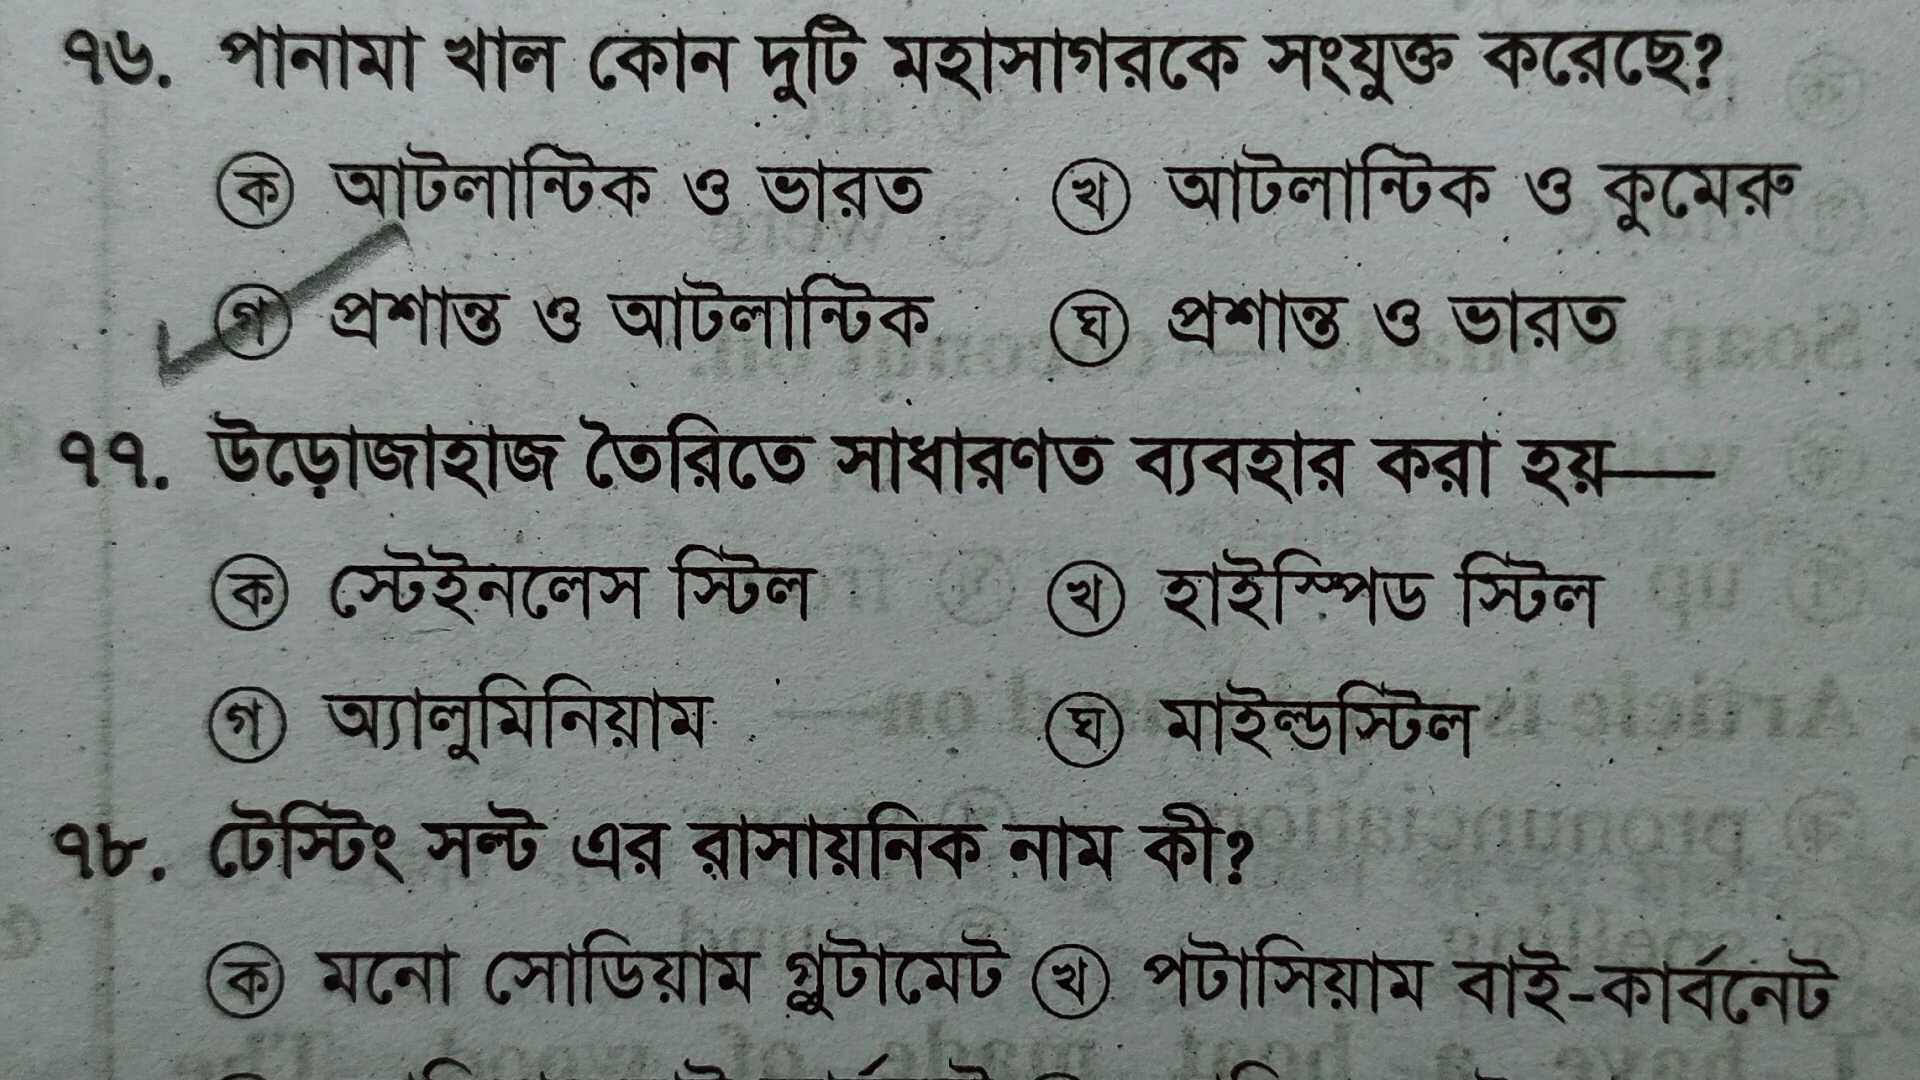 ৭৬. পানামা খাল কোন দুটি মহাসাগরকে সংযুক্ত করেছে?
ক আটলান্টিক ও ভারত খ আটলান্টিক ও কুমেরু
গ প্রশান্ত ও আটলান্টিক ঘ প্রশান্ত ও ভারত
৭৭. উড়োজাহাজ তৈরিতে সাধারণত ব্যবহার করা হয়—
ক স্টেইনলেস স্টিল খ হাইস্পিড স্টিল
গ অ্যালুমিনিয়াম ঘ মাইল্ডস্টিল
৭৮. টেস্টিং সল্ট এর রাসায়নিক নাম কী?
ক মনো সোডিয়াম গ্লুটামেট খ পটাসিয়াম বাই-কার্বনেট